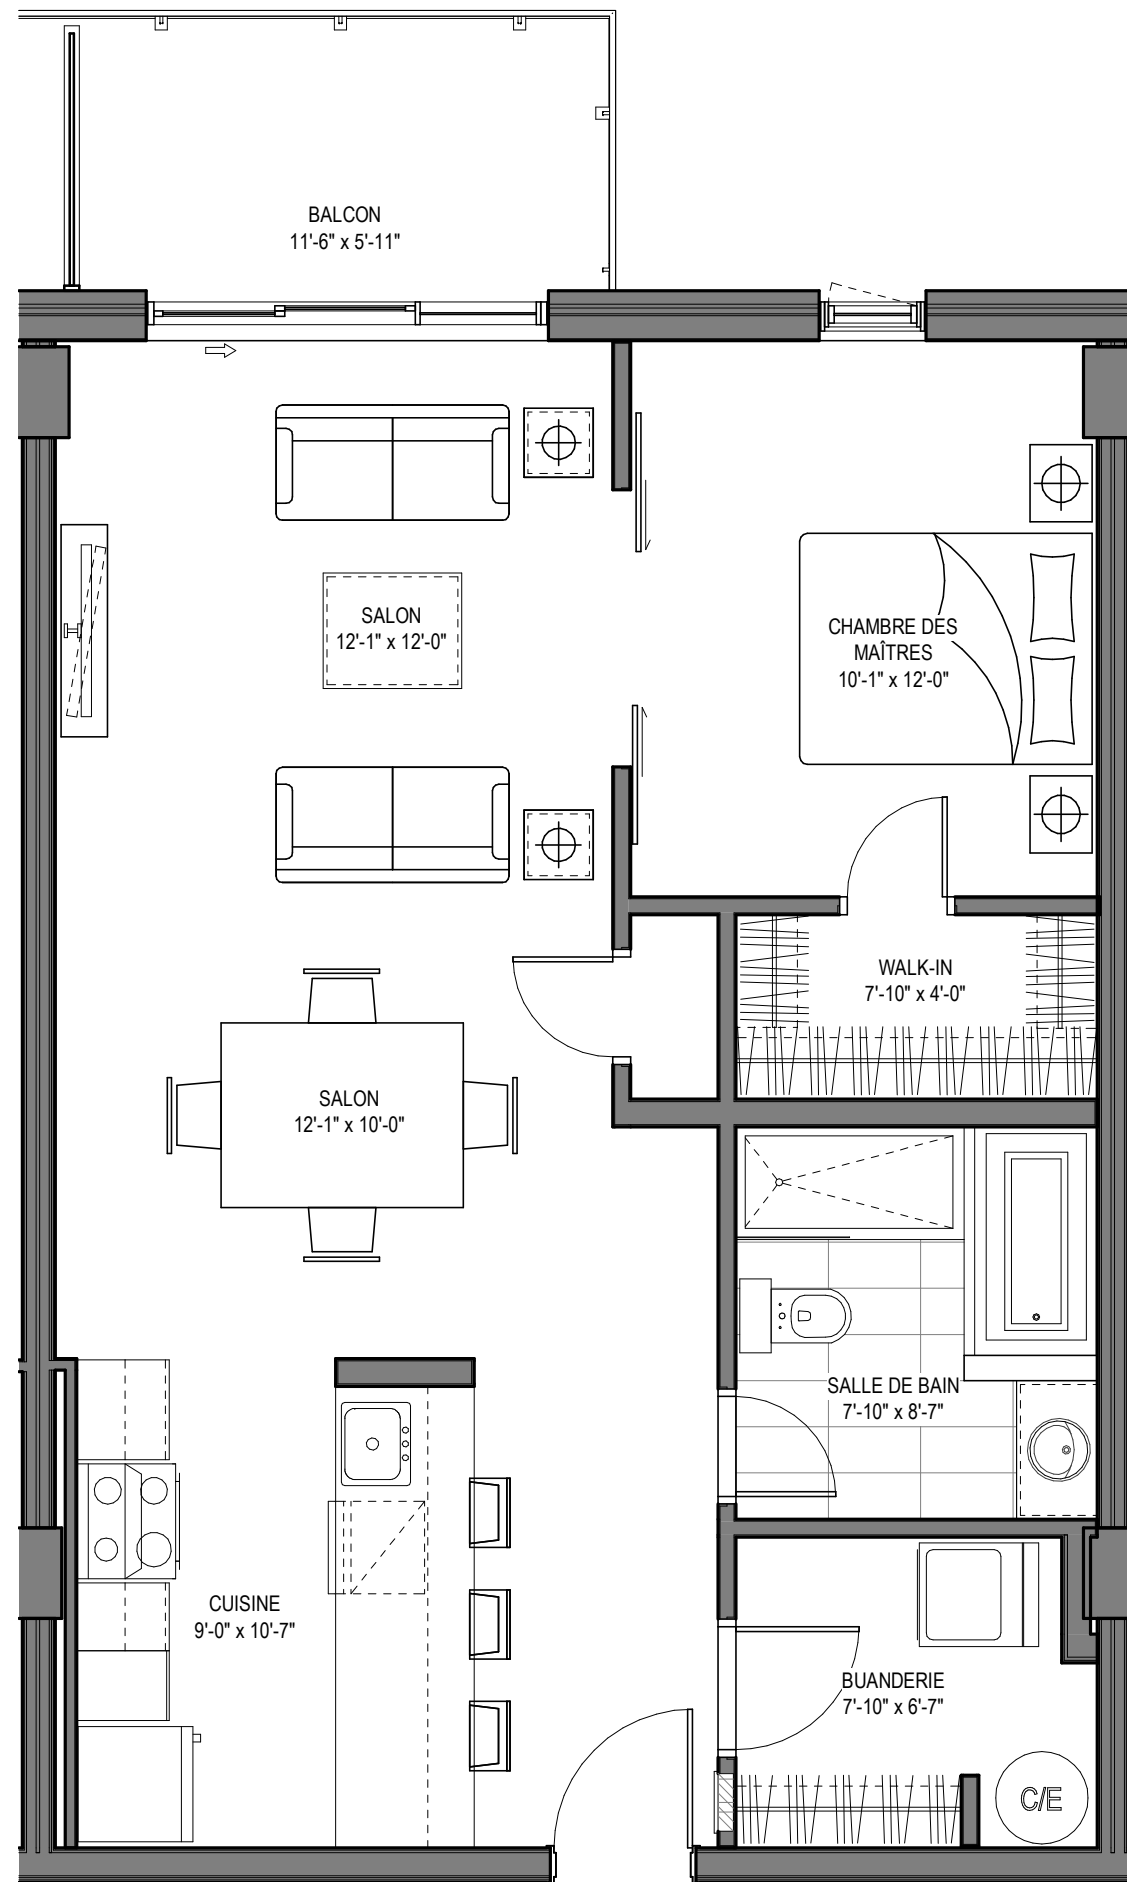 BALCON
11'-6" x 5'-11"
SALON
12'-1" x 12'-0"
CHAMBRE DES
MAÎTRES
10'-1" x 12'-0"
WALK-IN
7'-10" x 4'-0"
SALON
12'-1" x 10'-0"
SALLE DE BAIN
7'-10" x 8'-7"
CUISINE
9'-0" x 10'-7"
BUANDERIE
7'-10" x 6'-7"
C/E